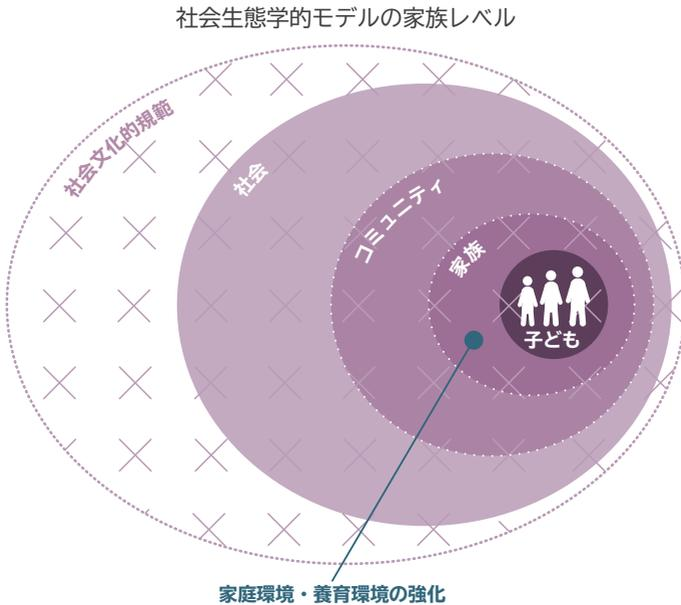 社会生態学的モデルの家族レベル
社会文化的規範
社会
コミュニティ
家族
子ども
家庭環境・養育環境の強化